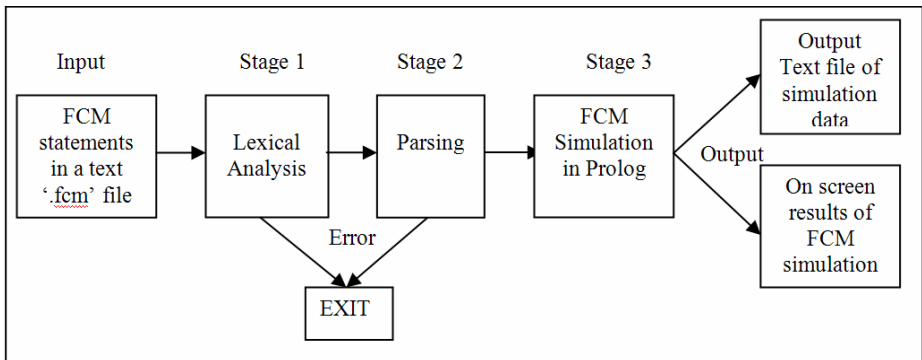 Input
Stage 1
Stage 2
Stage 3
FCM
statements
in a text
‘.fcm’ file
Lexical
Analysis
Parsing
FCM
Simulation
in Prolog
Output
Output
Text file of
simulation
data
On screen
results of
FCM
simulation
Error
EXIT